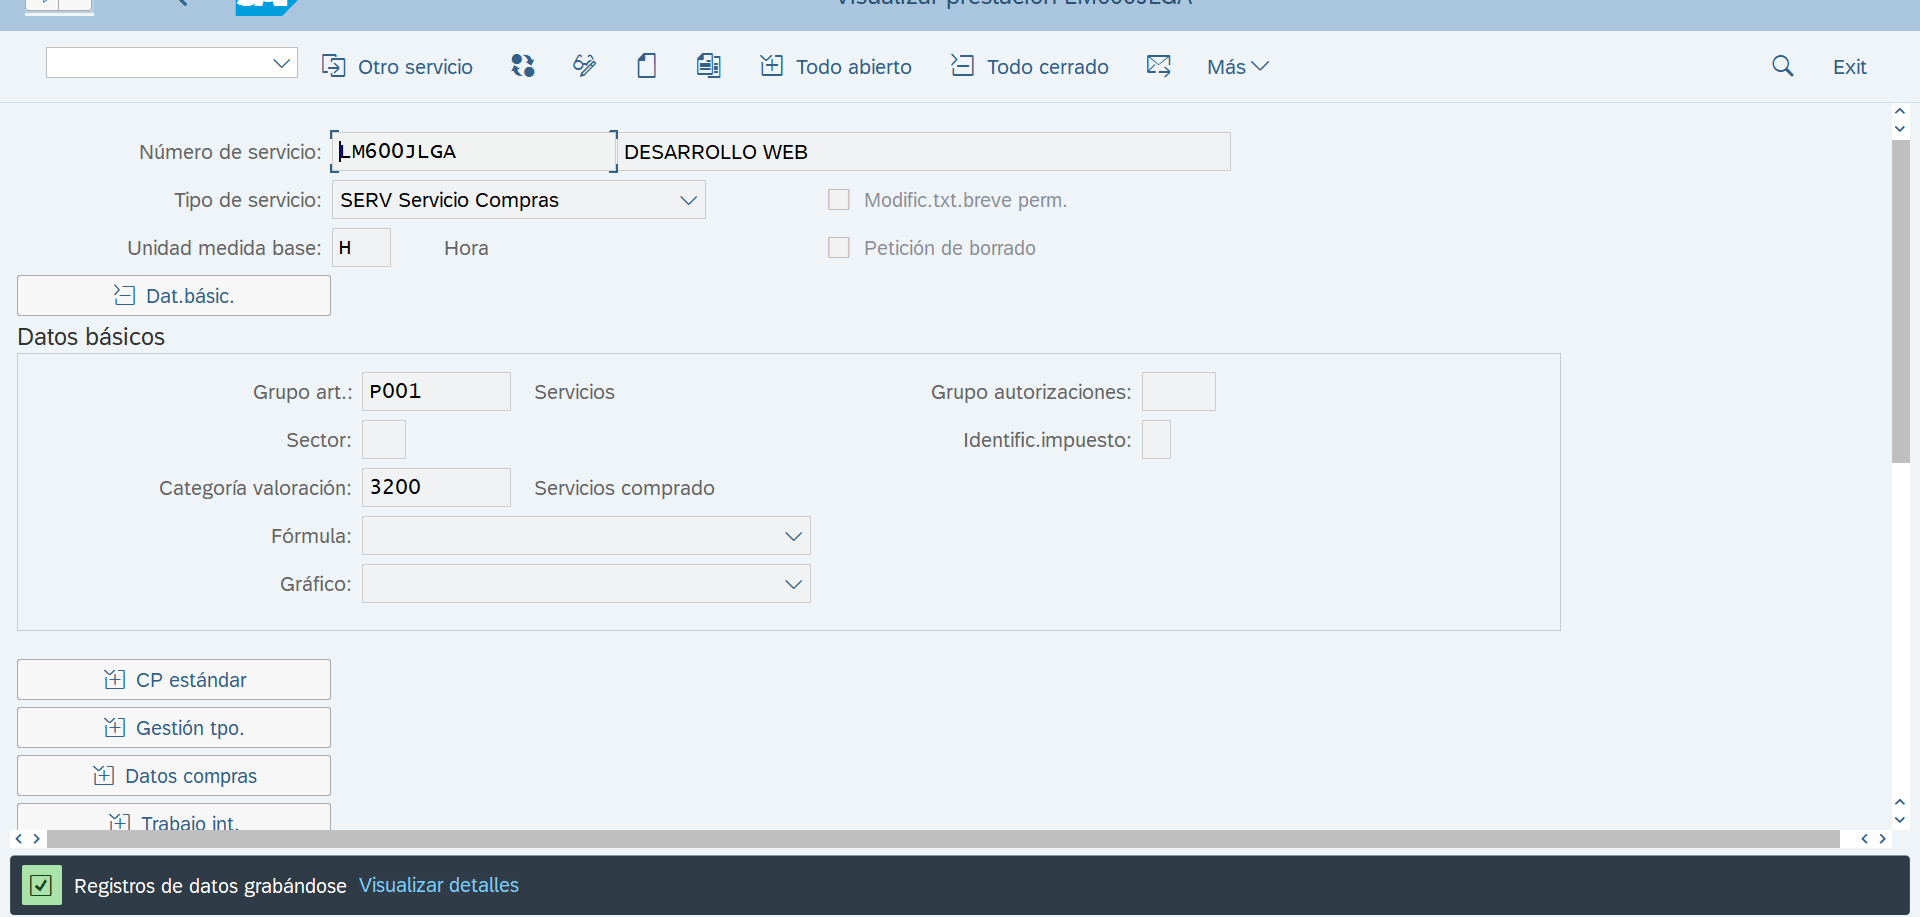 Visualizar prestación LM600JLGA
Otro servicio Todo abierto Todo cerrado Más Exit
Número de servicio: LM600JLGA DESARROLLO WEB
Tipo de servicio: SERV Servicio Compras Modific.txt.breve perm.
Unidad medida base: H Hora Petición de borrado
Dat.básic.
Datos básicos
Grupo art.: P001 Servicios Grupo autorizaciones:
Sector: Identific.impuesto:
Categoría valoración: 3200 Servicios comprado
Fórmula:
Gráfico:
CP estándar
Gestión tpo.
Datos compras
Trabajo int.
Registros de datos grabándose Visualizar detalles